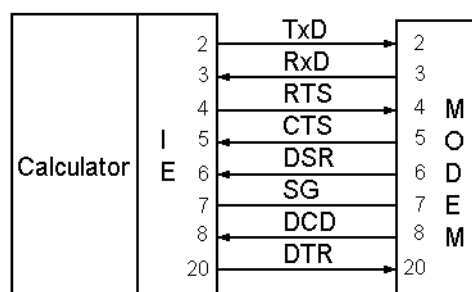 TxD
2 2
RxD
3 3
RTS
4 4
CTS
5 5
DSR
6 6
SG
7 7
DCD
8 8
DTR
20 20
Calculator
I
E
M
O
D
E
M